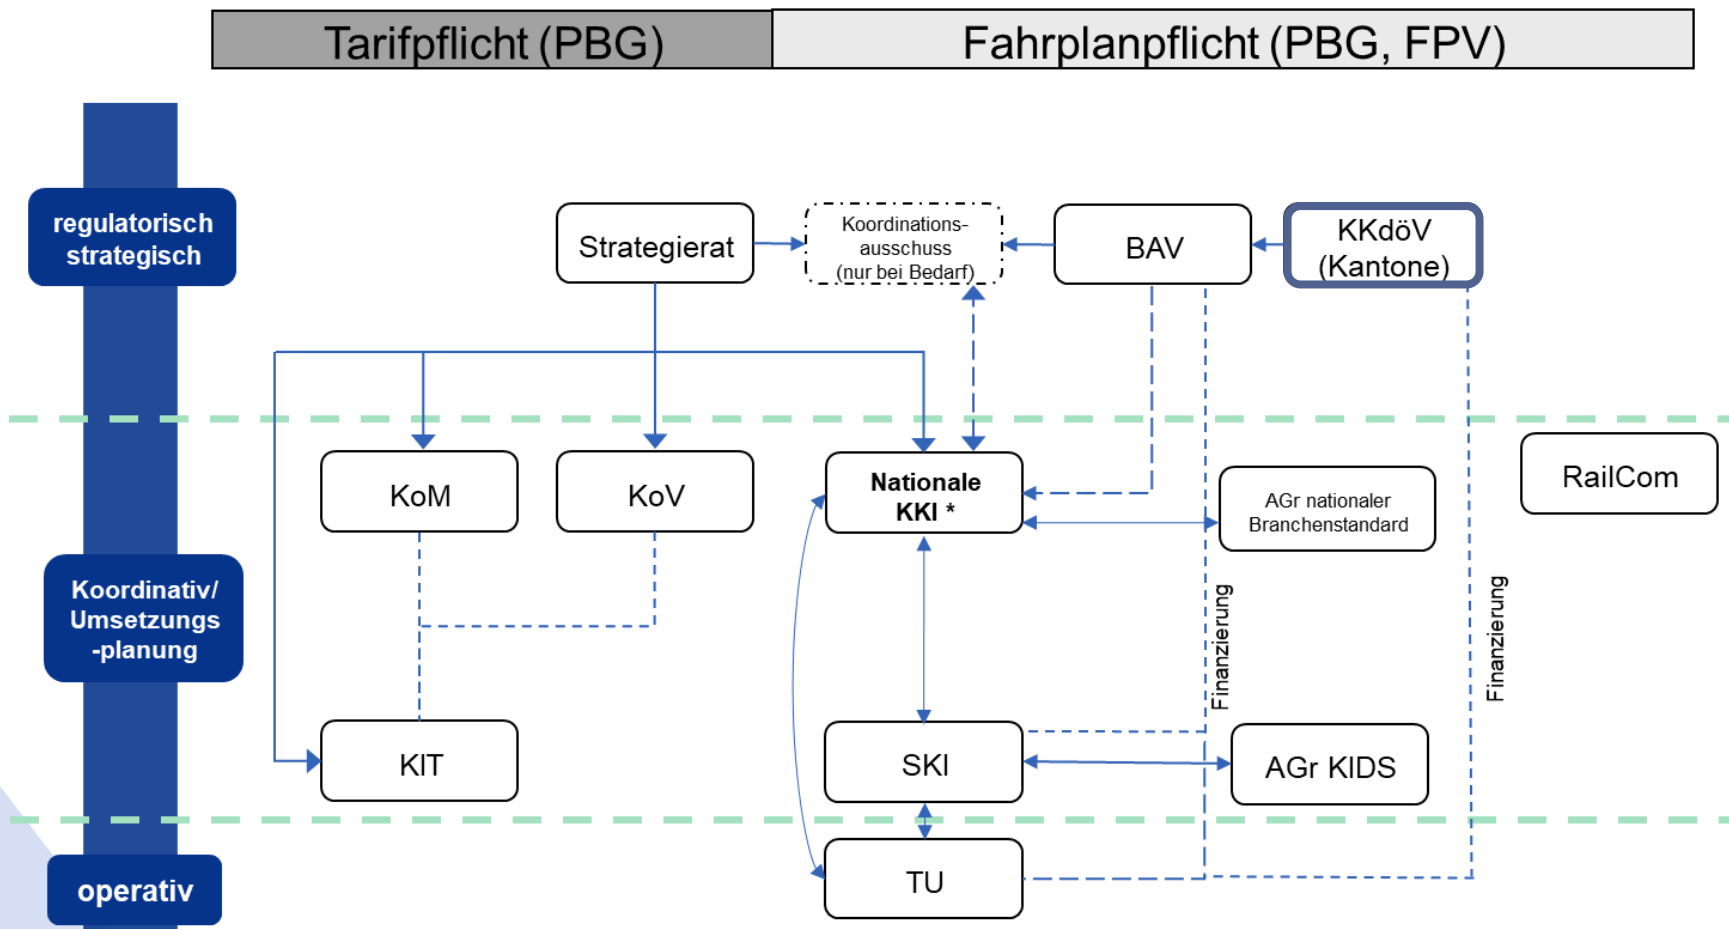 Tarifpflicht (PBG)
Fahrplanpflicht (PBG, FPV)
regulatorisch
strategisch
Strategierat
Koordinations-
ausschuss
(nur bei Bedarf)
BAV
KKdöV
(Kantone)
KoM
KoV
Nationale
KKI *
AGr nationaler
Branchenstandard
RailCom
Koordinativ/
Umsetzungs
-planung
Finanzierung
Finanzierung
KIT
SKI
AGr KIDS
operativ
TU